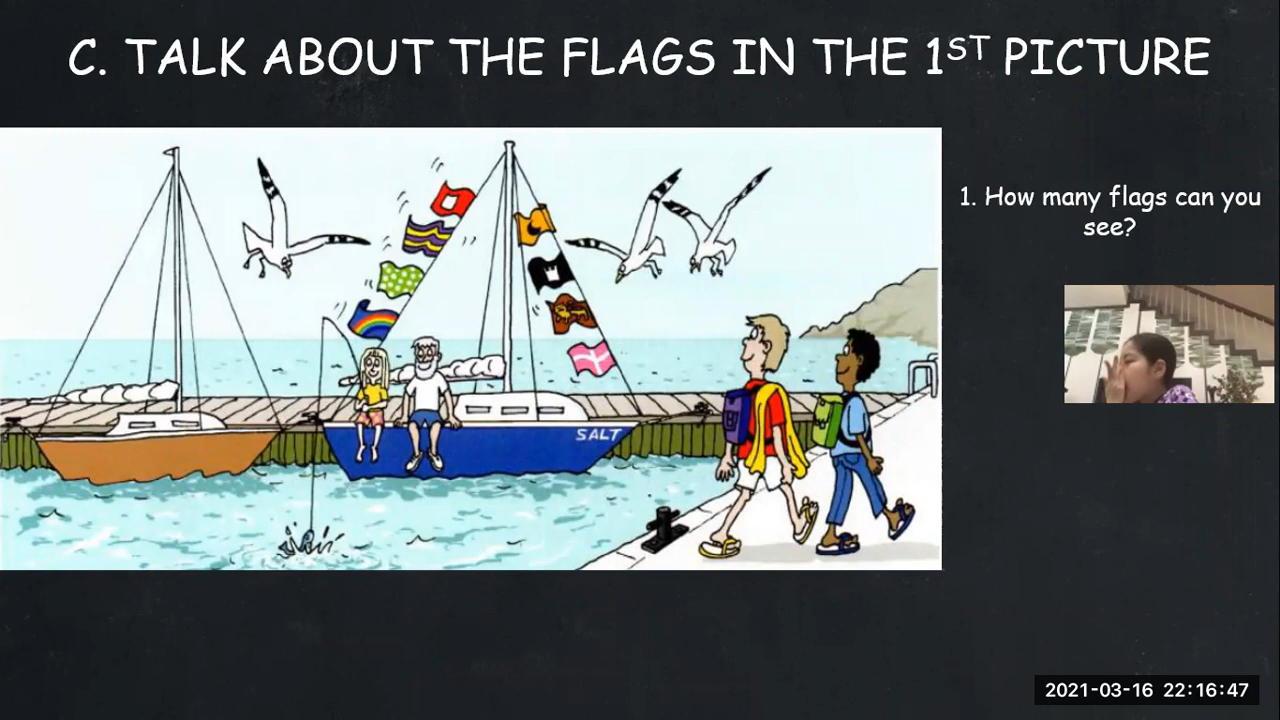 C. TALK ABOUT THE FLAGS IN THE 1ST PICTURE
1. How many flags can you
see?
SALT
2021-03-16 22:16:47